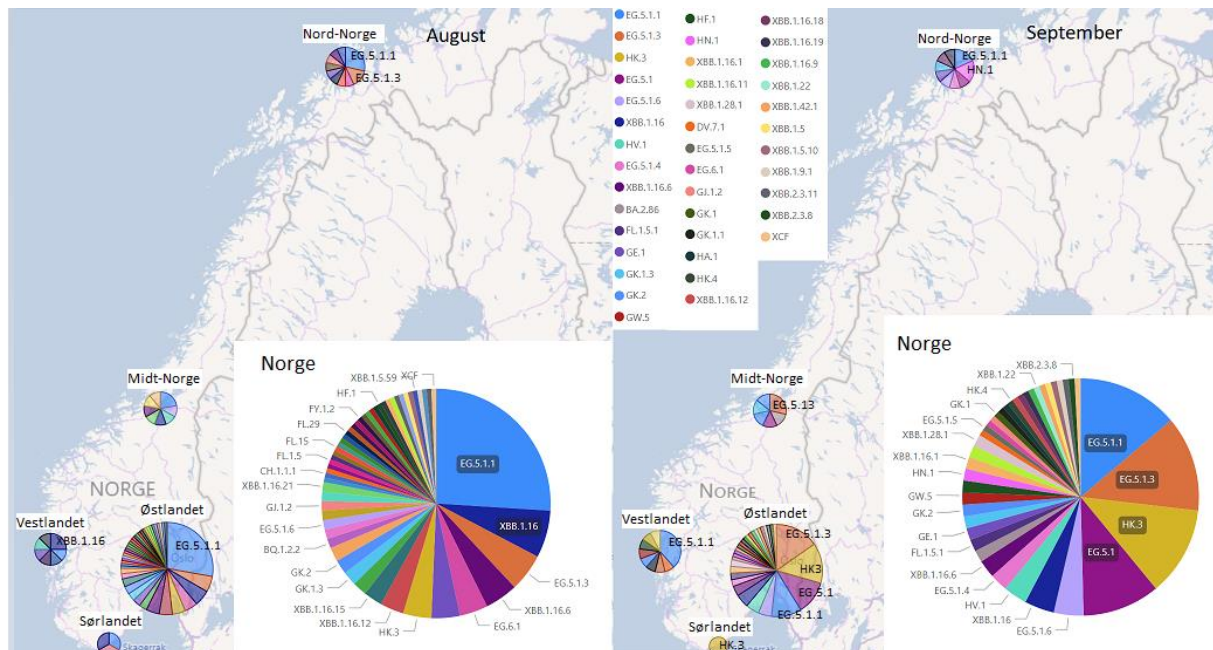 August
Nord-Norge
EG.5.1.1
EG.5.1.3
Midt-Norge
NORGE
Vestlandet
XBB.1.16
Østlandet
EG.5.1.1
Oslo
Sørlandet
Skagerrak
Norge
XBB.1.5.59
XCF
HF.1
FY.1.2
FL.29
FL.15
FL.1.5
CH.1.1.1
XBB.1.16.21
GJ.1.2
EG.5.1.6
BQ.1.2.2
GK.2
GK.1.3
XBB.1.16.15
XBB.1.16.12
HK.3
EG.6.1
XBB.1.16.6
EG.5.1.3
XBB.1.16
EG.5.1.1
EG.5.1.1
EG.5.1.3
HK.3
EG.5.1
EG.5.1.6
XBB.1.16
HV.1
EG.5.1.4
XBB.1.16.6
BA.2.86
FL.1.5.1
GE.1
GK.1.3
GK.2
GW.5
HF.1
HN.1
XBB.1.16.1
XBB.1.16.11
XBB.1.28.1
DV.7.1
EG.5.1.5
EG.6.1
GJ.1.2
GK.1
GK.1.1
HA.1
HK.4
XBB.1.16.12
XBB.1.16.18
XBB.1.16.19
XBB.1.16.9
XBB.1.22
XBB.1.42.1
XBB.1.5
XBB.1.5.10
XBB.1.9.1
XBB.2.3.11
XBB.2.3.8
XCF
September
Nord-Norge
EG.5.1.1
HN.1
Midt-Norge
EG.5.13
NORGE
Vestlandet
EG.5.1.1
Østlandet
EG.5.1.3
HK3
EG.5.1
EG.5.1.1
Sørlandet
HK.3
Norge
XBB.2.3.8
XBB.1.22
HK.4
GK.1
EG.5.1.5
XBB.1.28.1
XBB.1.16.1
HN.1
GW.5
GK.2
GE.1
FL.1.5.1
XBB.1.16.6
EG.5.1.4
HV.1
XBB.1.16
EG.5.1.6
EG.5.1
HK.3
EG.5.1.3
EG.5.1.1